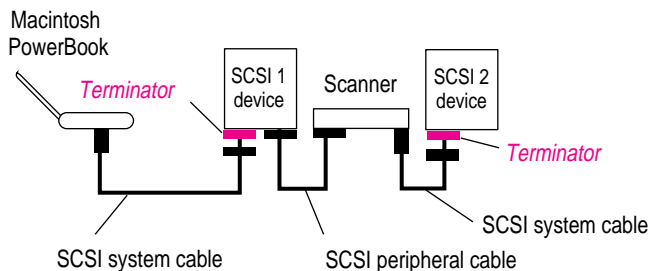 Macintosh
PowerBook
Terminator
SCSI 1
device
Scanner
SCSI 2
device
Terminator
SCSI system cable
SCSI system cable
SCSI peripheral cable